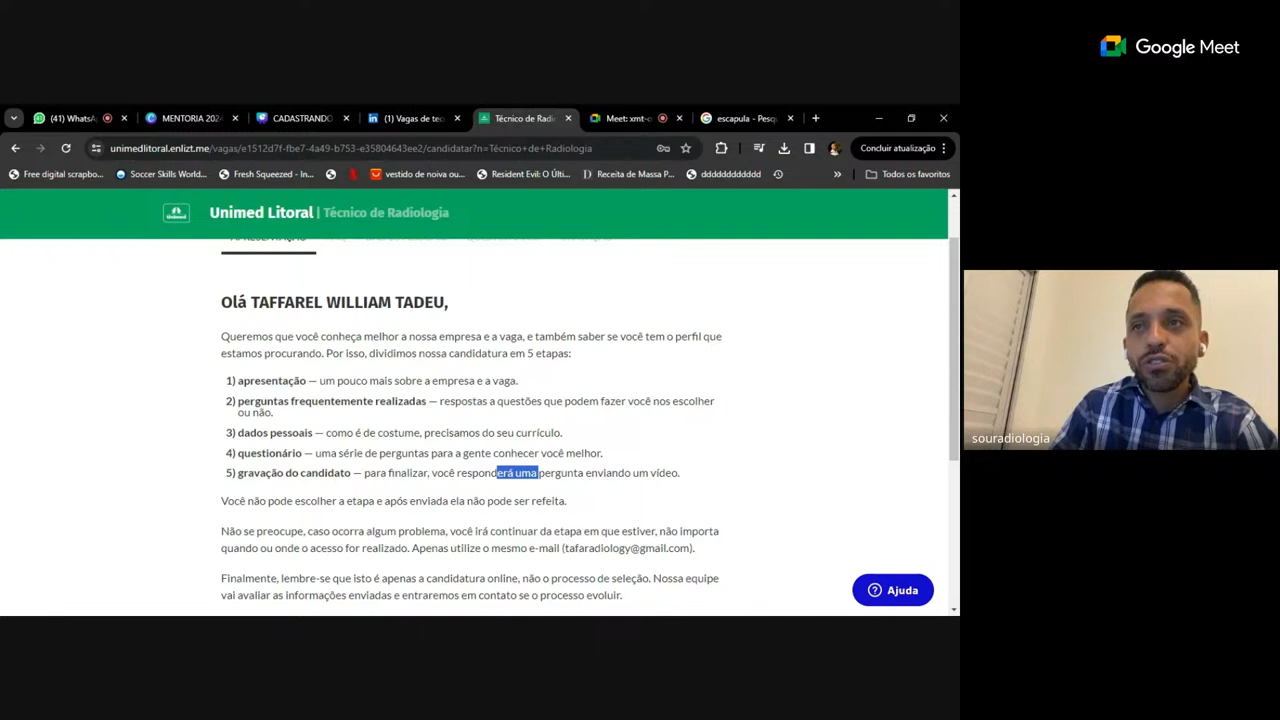 Google Meet
(41) WhatsA
MENTORIA 2024
CADASTRANDO
(1) Vagas de tec
Técnico de Radi
Meet: xmt-c
escapula - Pesq
unimedlitoral.enlizt.me/vagas/e1512d7f-fbe7-4a49-b753-e35804643ee2/candidatar?n=Técnico+de+Radiologia
Concluir atualização
Free digital scrapbo...
Soccer Skills World...
Fresh Squeezed - In...
vestido de noiva ou...
Resident Evil: O Últi...
Receita de Massa P...
dddddddddddd
»
Todos os favoritos
Unimed
Unimed Litoral | Técnico de Radiologia
Olá TAFFAREL WILLIAM TADEU,
Queremos que você conheça melhor a nossa empresa e a vaga, e também saber se você tem o perfil que
estamos procurando. Por isso, dividimos nossa candidatura em 5 etapas:
1) apresentação — um pouco mais sobre a empresa e a vaga.
2) perguntas frequentemente realizadas — respostas a questões que podem fazer você nos escolher
ou não.
3) dados pessoais — como é de costume, precisamos do seu currículo.
4) questionário — uma série de perguntas para a gente conhecer você melhor.
5) gravação do candidato — para finalizar, você responderá uma pergunta enviando um vídeo.
Você não pode escolher a etapa e após enviada ela não pode ser refeita.
Não se preocupe, caso ocorra algum problema, você irá continuar da etapa em que estiver, não importa
quando ou onde o acesso for realizado. Apenas utilize o mesmo e-mail (tafaradiology@gmail.com).
Finalmente, lembre-se que isto é apenas a candidatura online, não o processo de seleção. Nossa equipe
vai avaliar as informações enviadas e entraremos em contato se o processo evoluir.
Ajuda
souradiologia